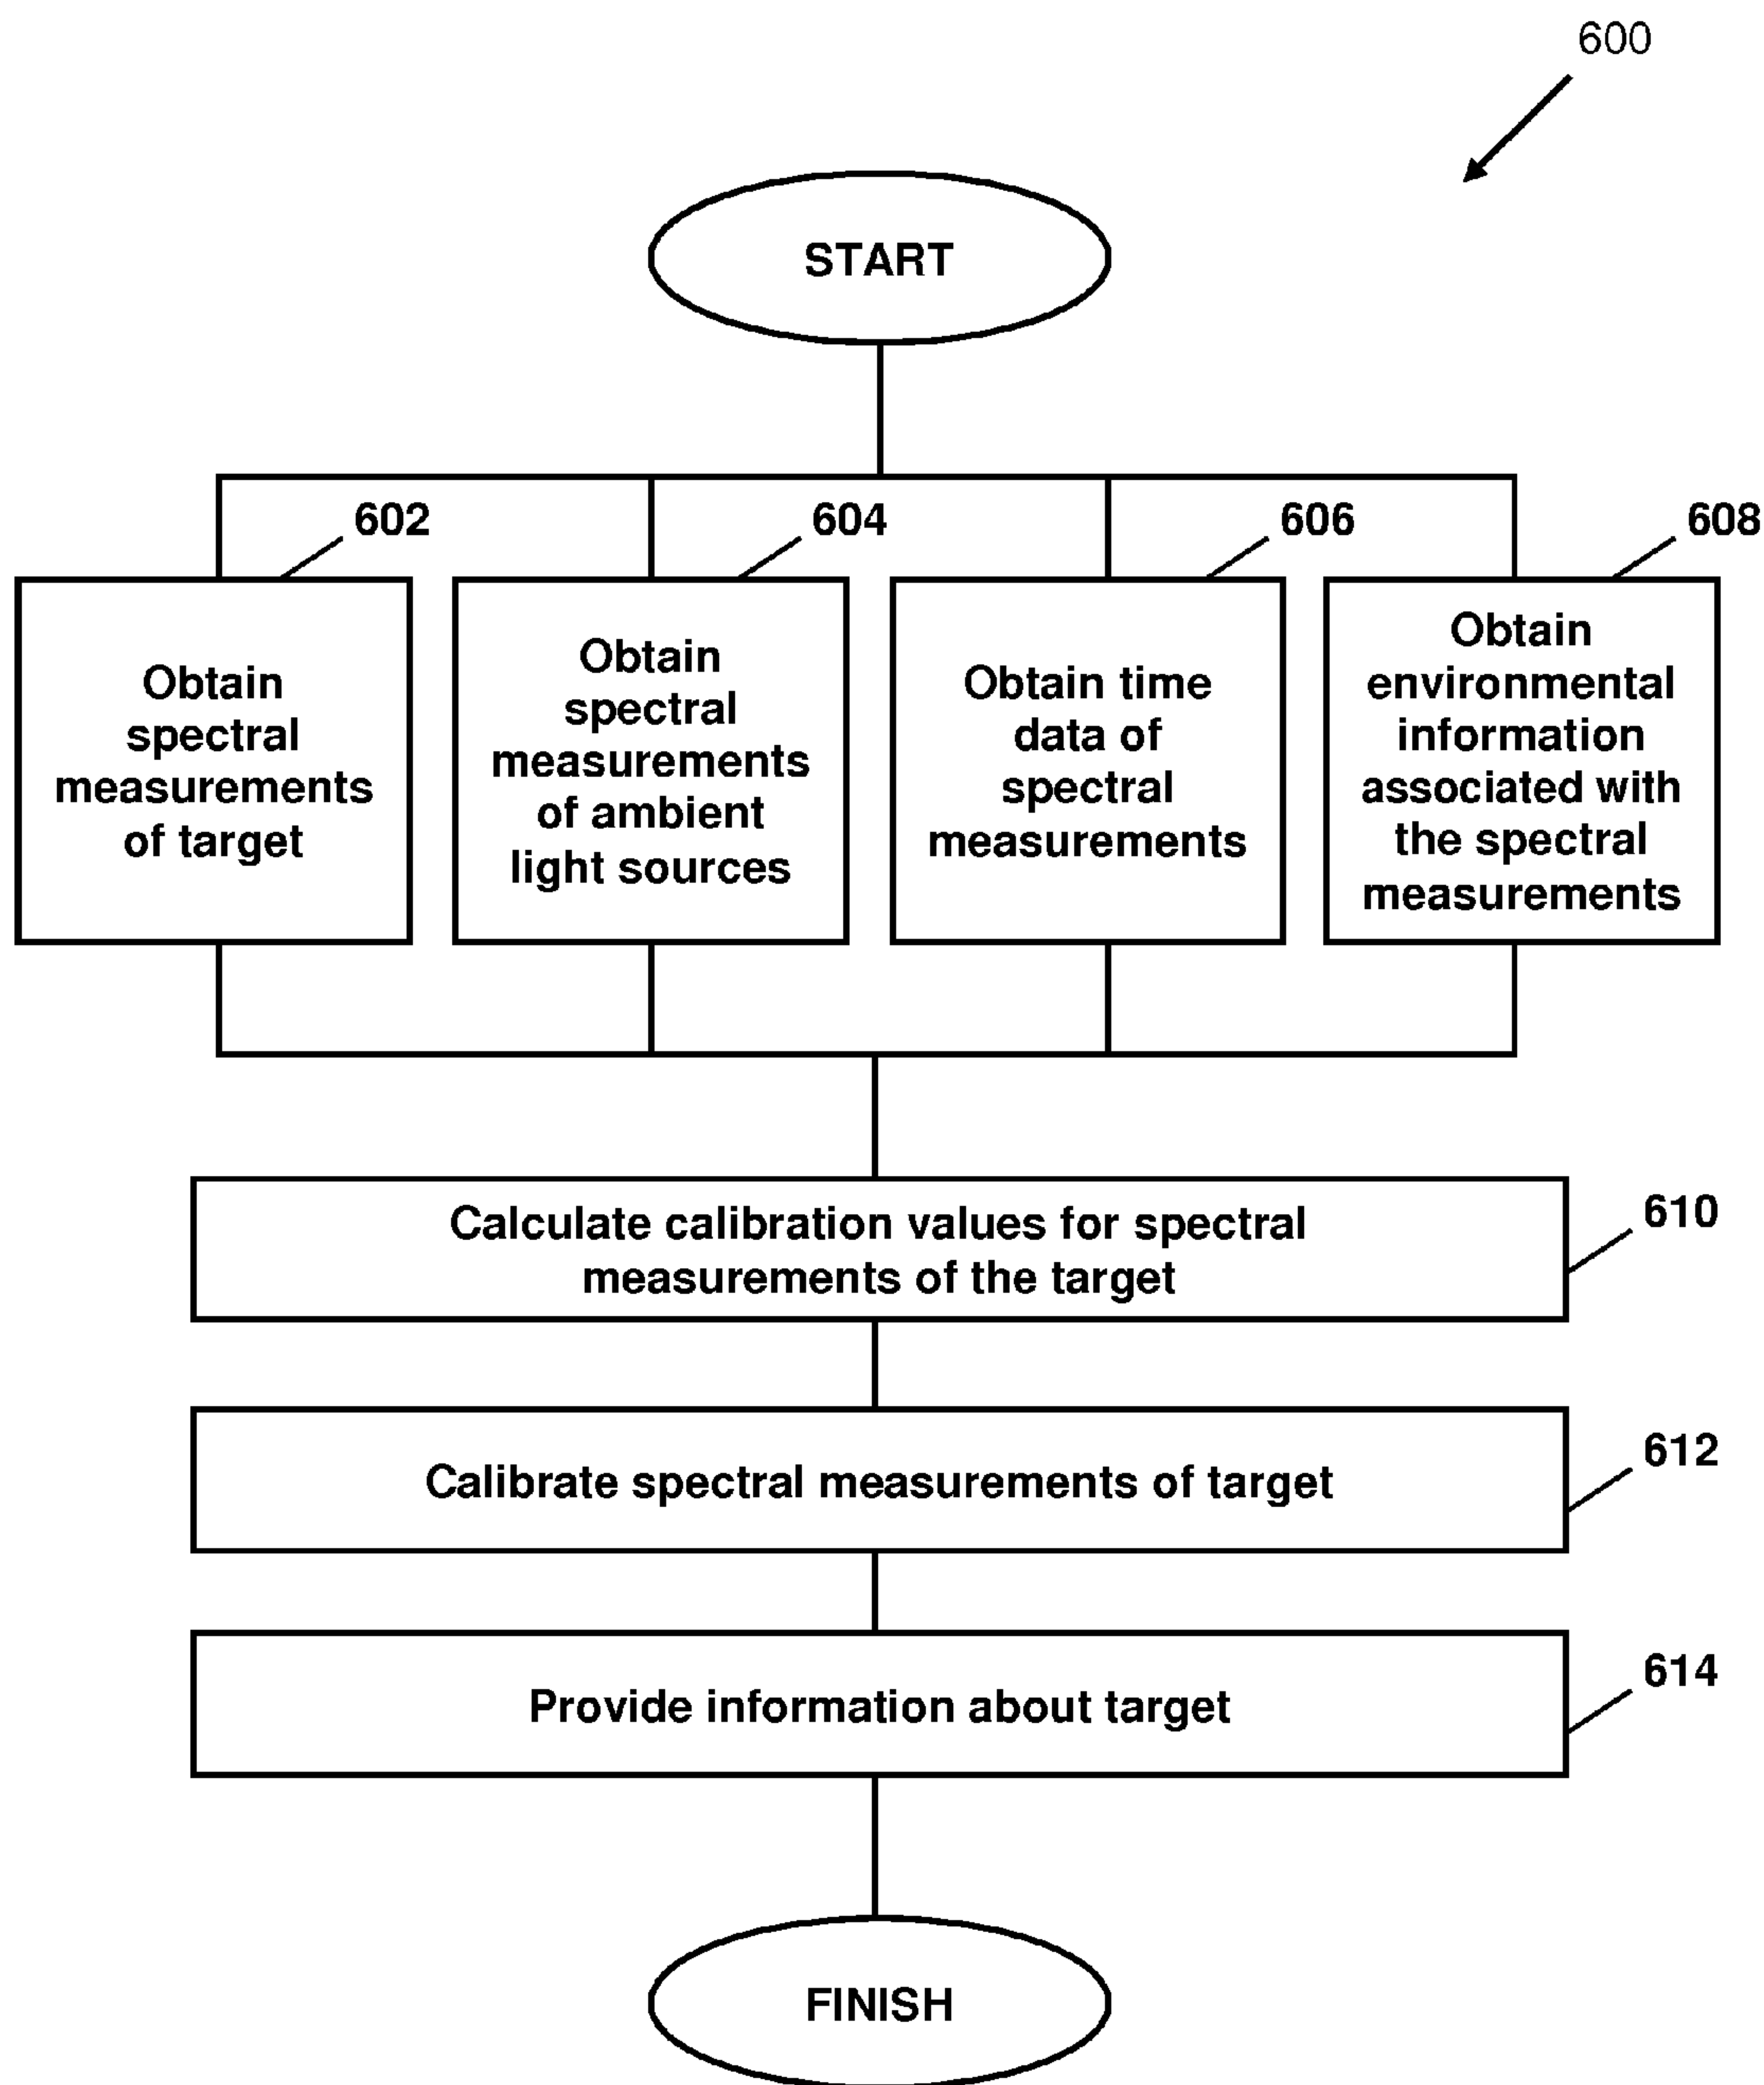 600
START
602
604
606
608
Obtain
spectral
measurements
of target
Obtain
spectral
measurements
of ambient
light sources
Obtain time
data of
spectral
measurements
Obtain
environmental
information
associated with
the spectral
measurements
Calculate calibration values for spectral
measurements of the target
610
Calibrate spectral measurements of target
612
Provide information about target
614
FINISH